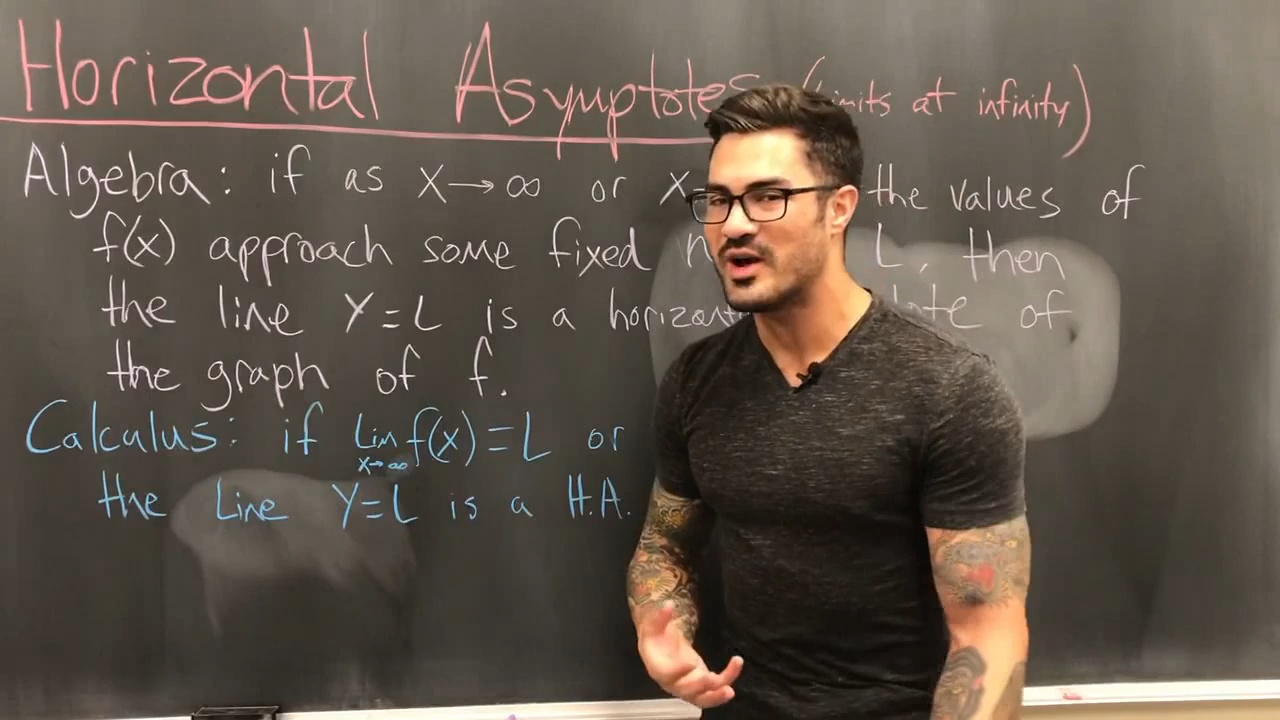 Horizontal Asymptotes (Limits at infinity)
Algebra: if as X→∞ or X the values of
f(x) approach some fixed L, then
the line Y=L is a of
the graph of f.
Calculus: if Lim f(x)=L or
X→∞
the Line Y=L is a H.A.